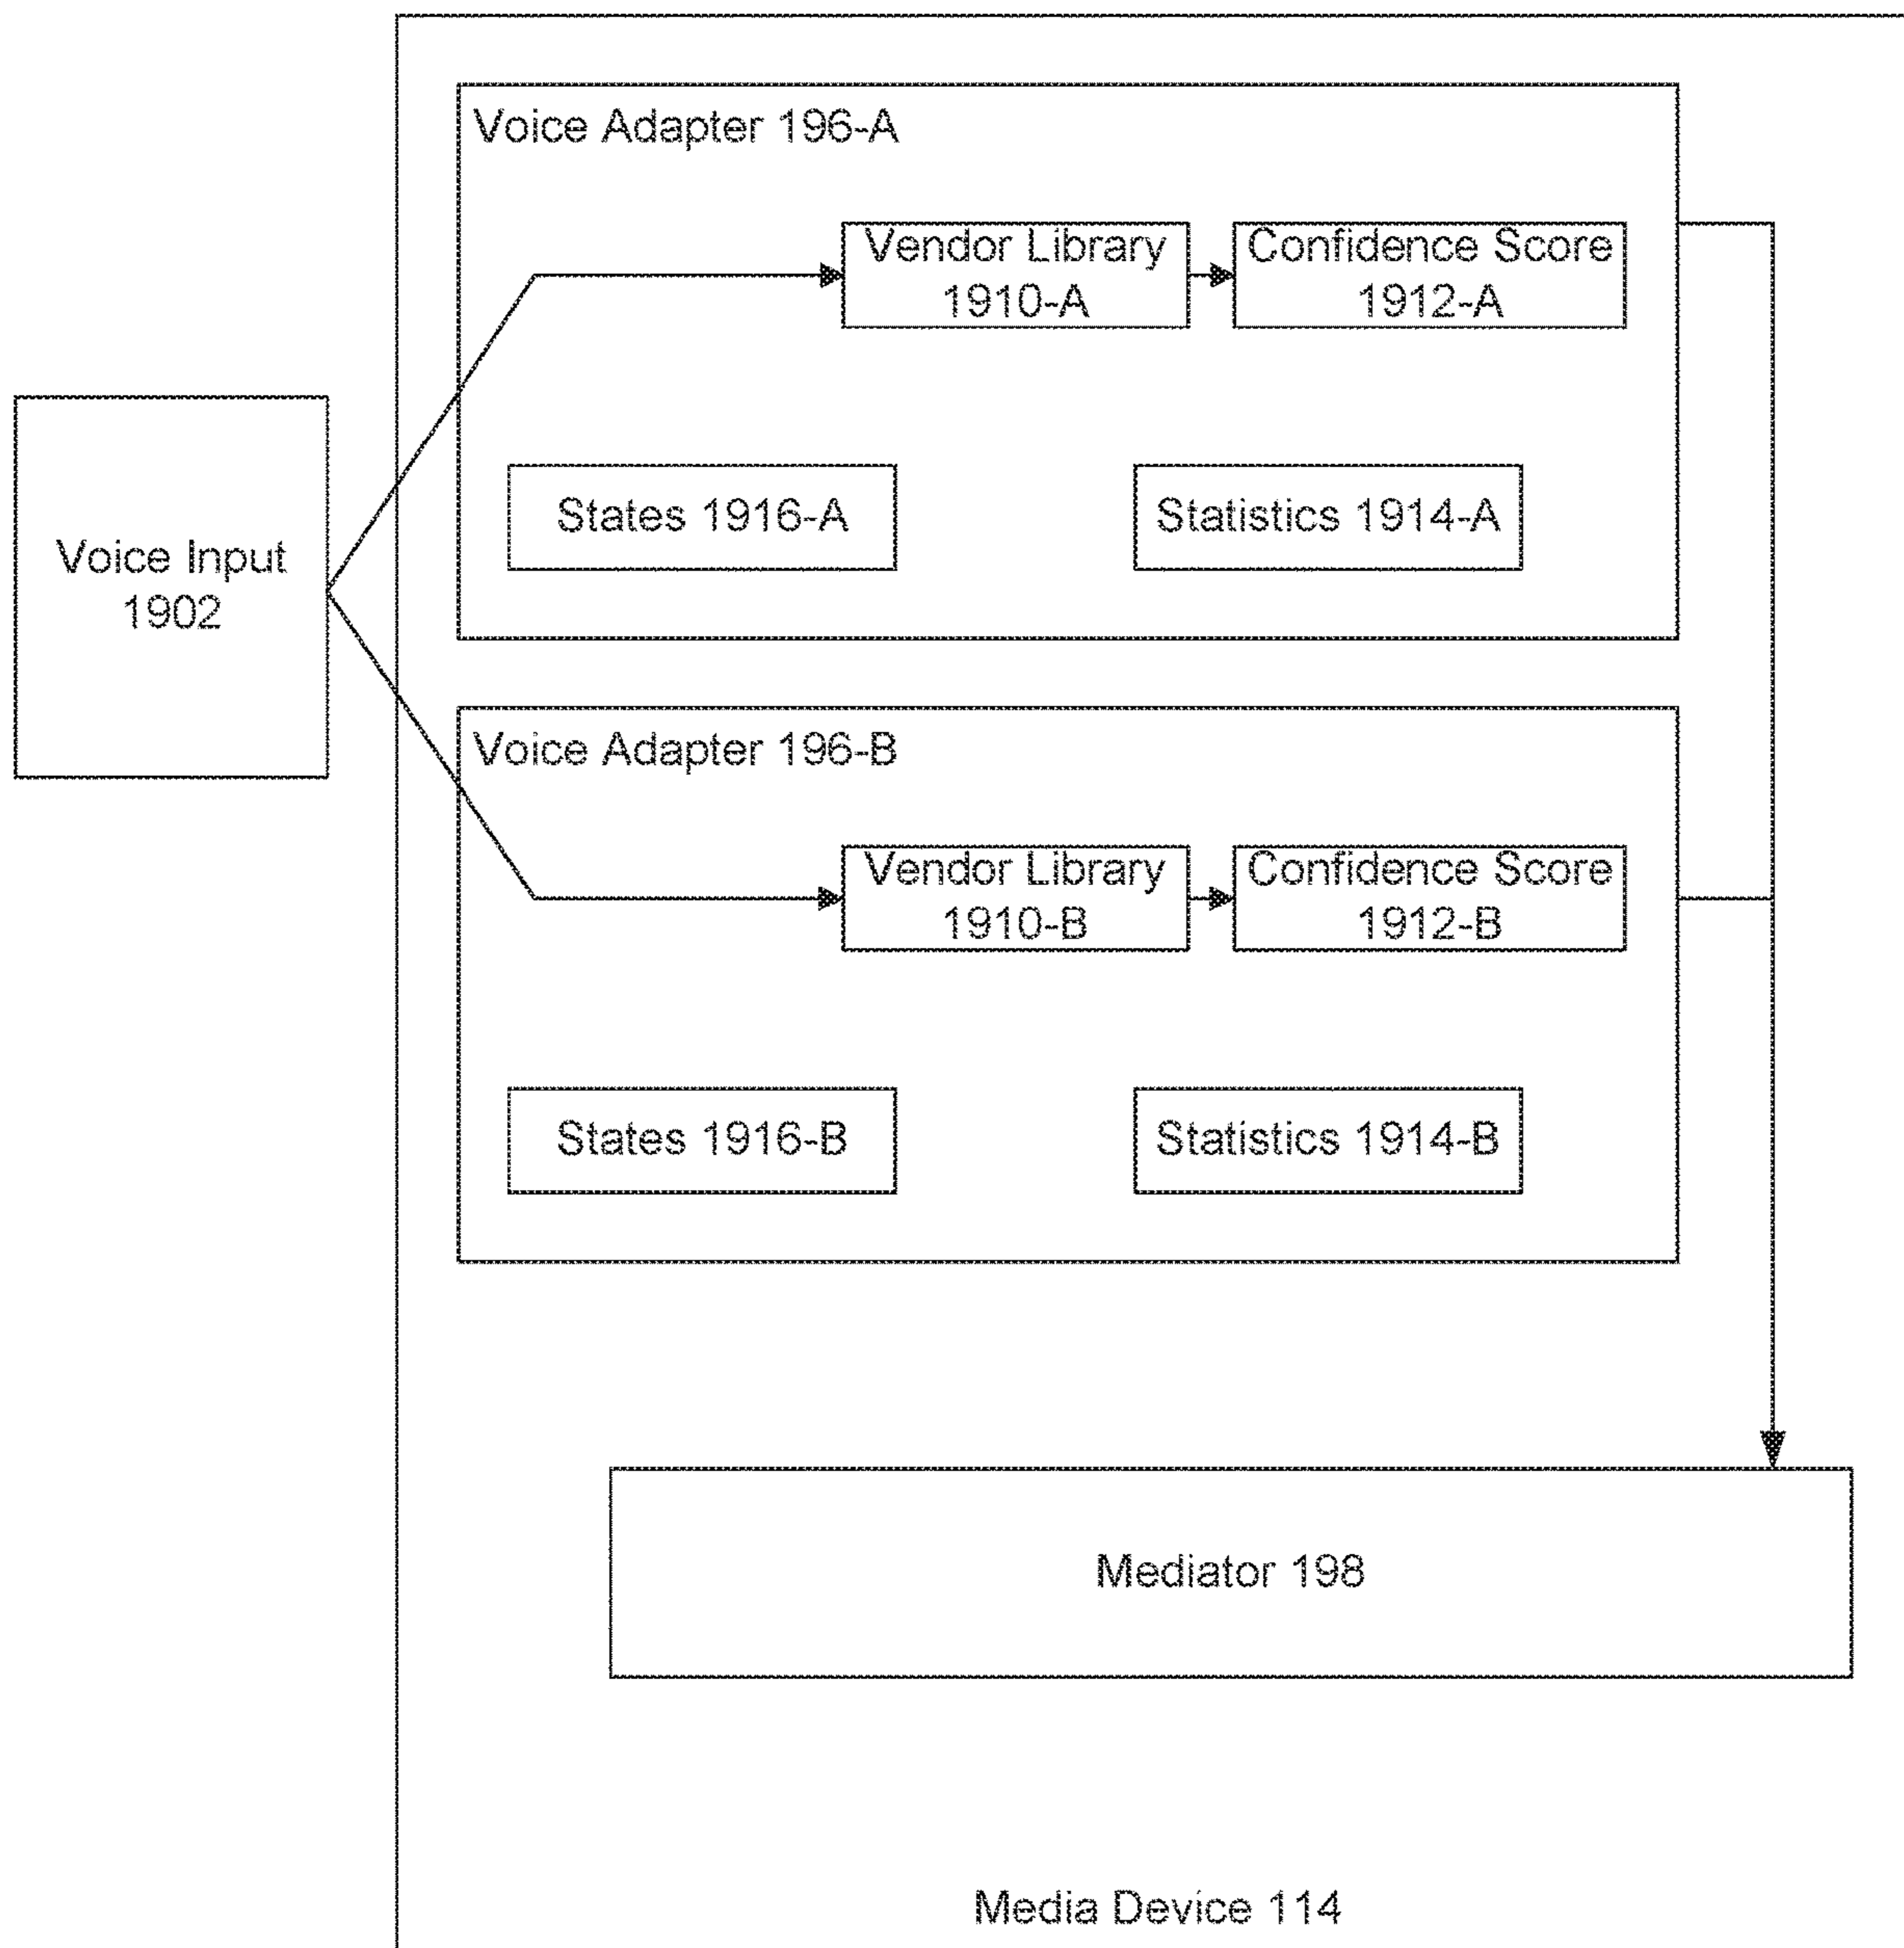 Voice Adapter 196-A
Vendor Library
1910-A
Confidence Score
1912-A
States 1916-A
Statistics 1914-A
Voice Input
1902
Voice Adapter 196-B
Vendor Library
1910-B
Confidence Score
1912-B
States 1916-B
Statistics 1914-B
Mediator 198
Media Device 114